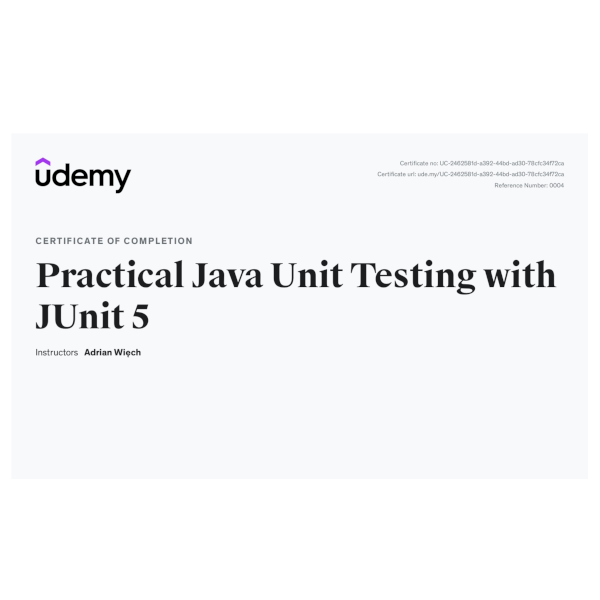 udemy
Certificate no: UC-2462581d-a392-44bd-ad30-78cfc34f72ca
Certificate url: ude.my/UC-2462581d-a392-44bd-ad30-78cfc34f72ca
Reference Number: 0004
CERTIFICATE OF COMPLETION
Practical Java Unit Testing with
JUnit 5
Instructors Adrian Więch